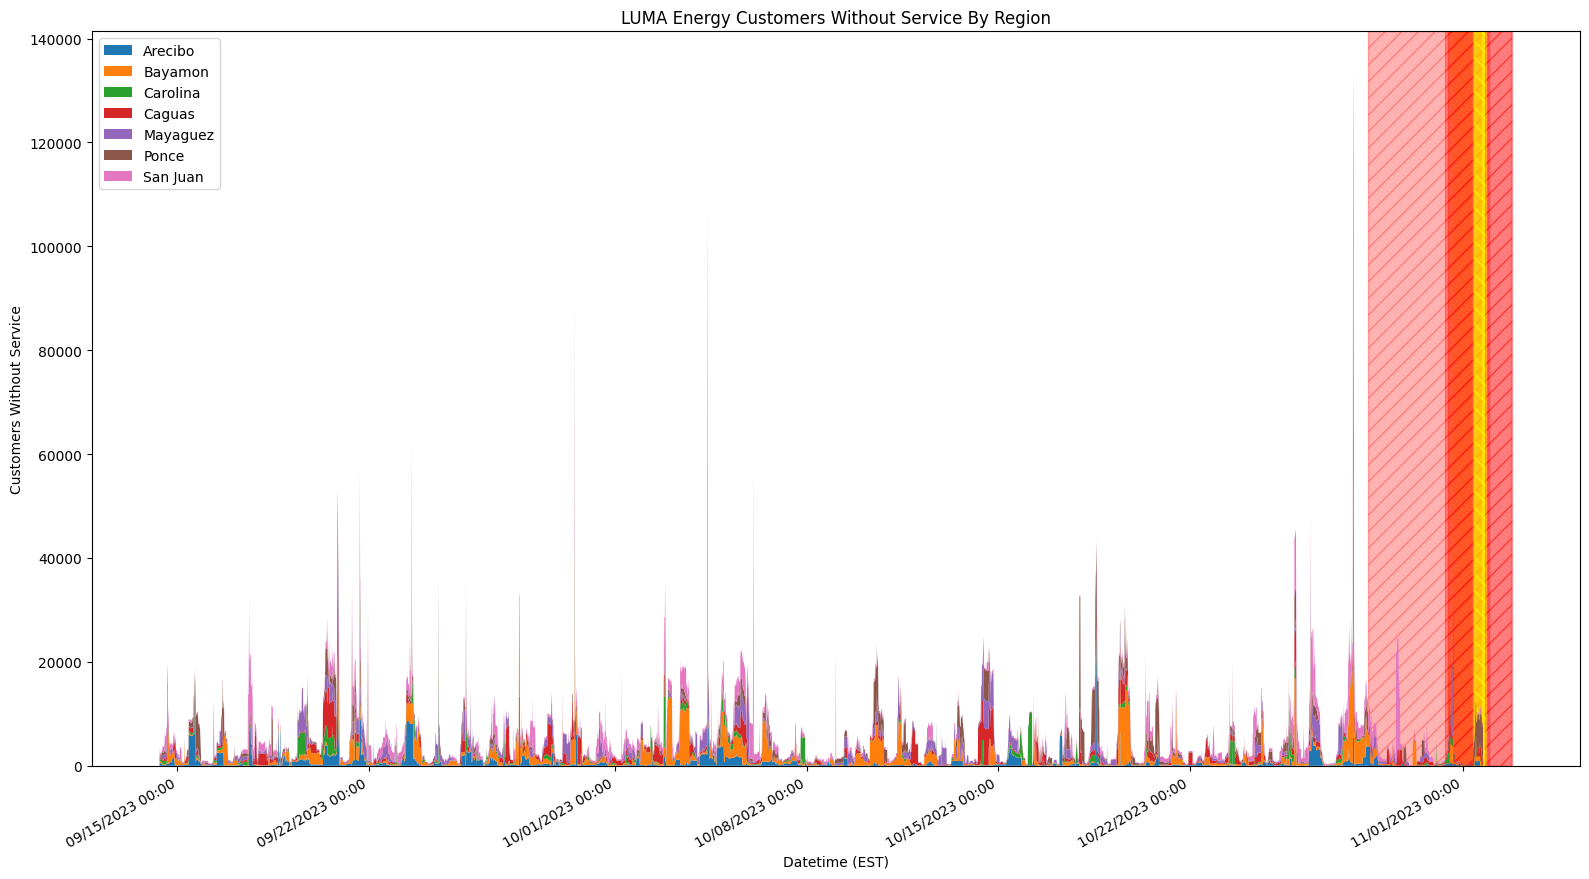 LUMA Energy Customers Without Service By Region
140000
120000
100000
80000
60000
40000
20000
0
Customers Without Service
Arecibo
Bayamon
Carolina
Caguas
Mayaguez
Ponce
San Juan
09/15/2023 00:00
09/22/2023 00:00
10/01/2023 00:00
10/08/2023 00:00
10/15/2023 00:00
10/22/2023 00:00
11/01/2023 00:00
Datetime (EST)